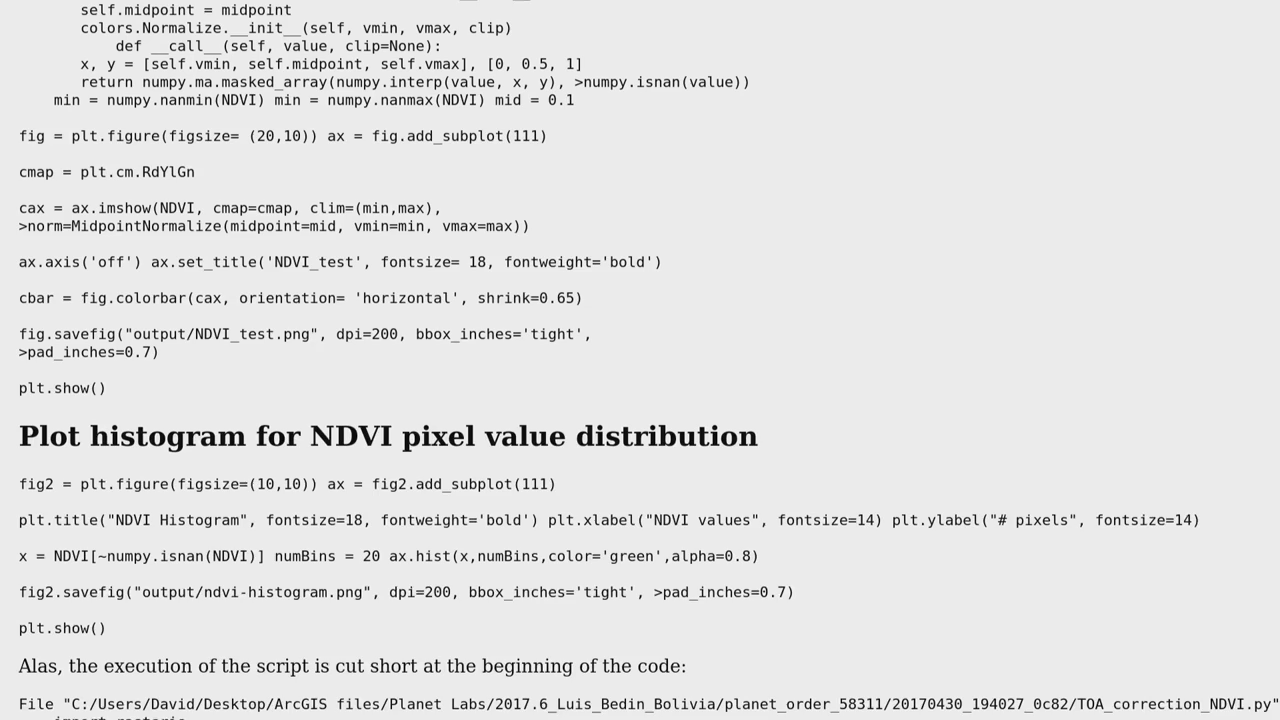 self.midpoint = midpoint
colors.Normalize.__init__(self, vmin, vmax, clip)
def __call__(self, value, clip=None):
x, y = [self.vmin, self.midpoint, self.vmax], [0, 0.5, 1]
return numpy.ma.masked_array(numpy.interp(value, x, y), >numpy.isnan(value))
min = numpy.nanmin(NDVI) min = numpy.nanmax(NDVI) mid = 0.1
fig = plt.figure(figsize= (20,10)) ax = fig.add_subplot(111)
cmap = plt.cm.RdYlGn
cax = ax.imshow(NDVI, cmap=cmap, clim=(min,max),
>norm=MidpointNormalize(midpoint=mid, vmin=min, vmax=max))
ax.axis('off') ax.set_title('NDVI_test', fontsize= 18, fontweight='bold')
cbar = fig.colorbar(cax, orientation= 'horizontal', shrink=0.65)
fig.savefig("output/NDVI_test.png", dpi=200, bbox_inches='tight',
>pad_inches=0.7)
plt.show()
Plot histogram for NDVI pixel value distribution
fig2 = plt.figure(figsize=(10,10)) ax = fig2.add_subplot(111)
plt.title("NDVI Histogram", fontsize=18, fontweight='bold') plt.xlabel("NDVI values", fontsize=14) plt.ylabel("# pixels", fontsize=14)
x = NDVI[~numpy.isnan(NDVI)] numBins = 20 ax.hist(x,numBins,color='green',alpha=0.8)
fig2.savefig("output/ndvi-histogram.png", dpi=200, bbox_inches='tight', >pad_inches=0.7)
plt.show()
Alas, the execution of the script is cut short at the beginning of the code:
File "C:/Users/David/Desktop/ArcGIS files/Planet Labs/2017.6_Luis_Bedin_Bolivia/planet_order_58311/20170430_194027_0c82/TOA_correction_NDVI.py"